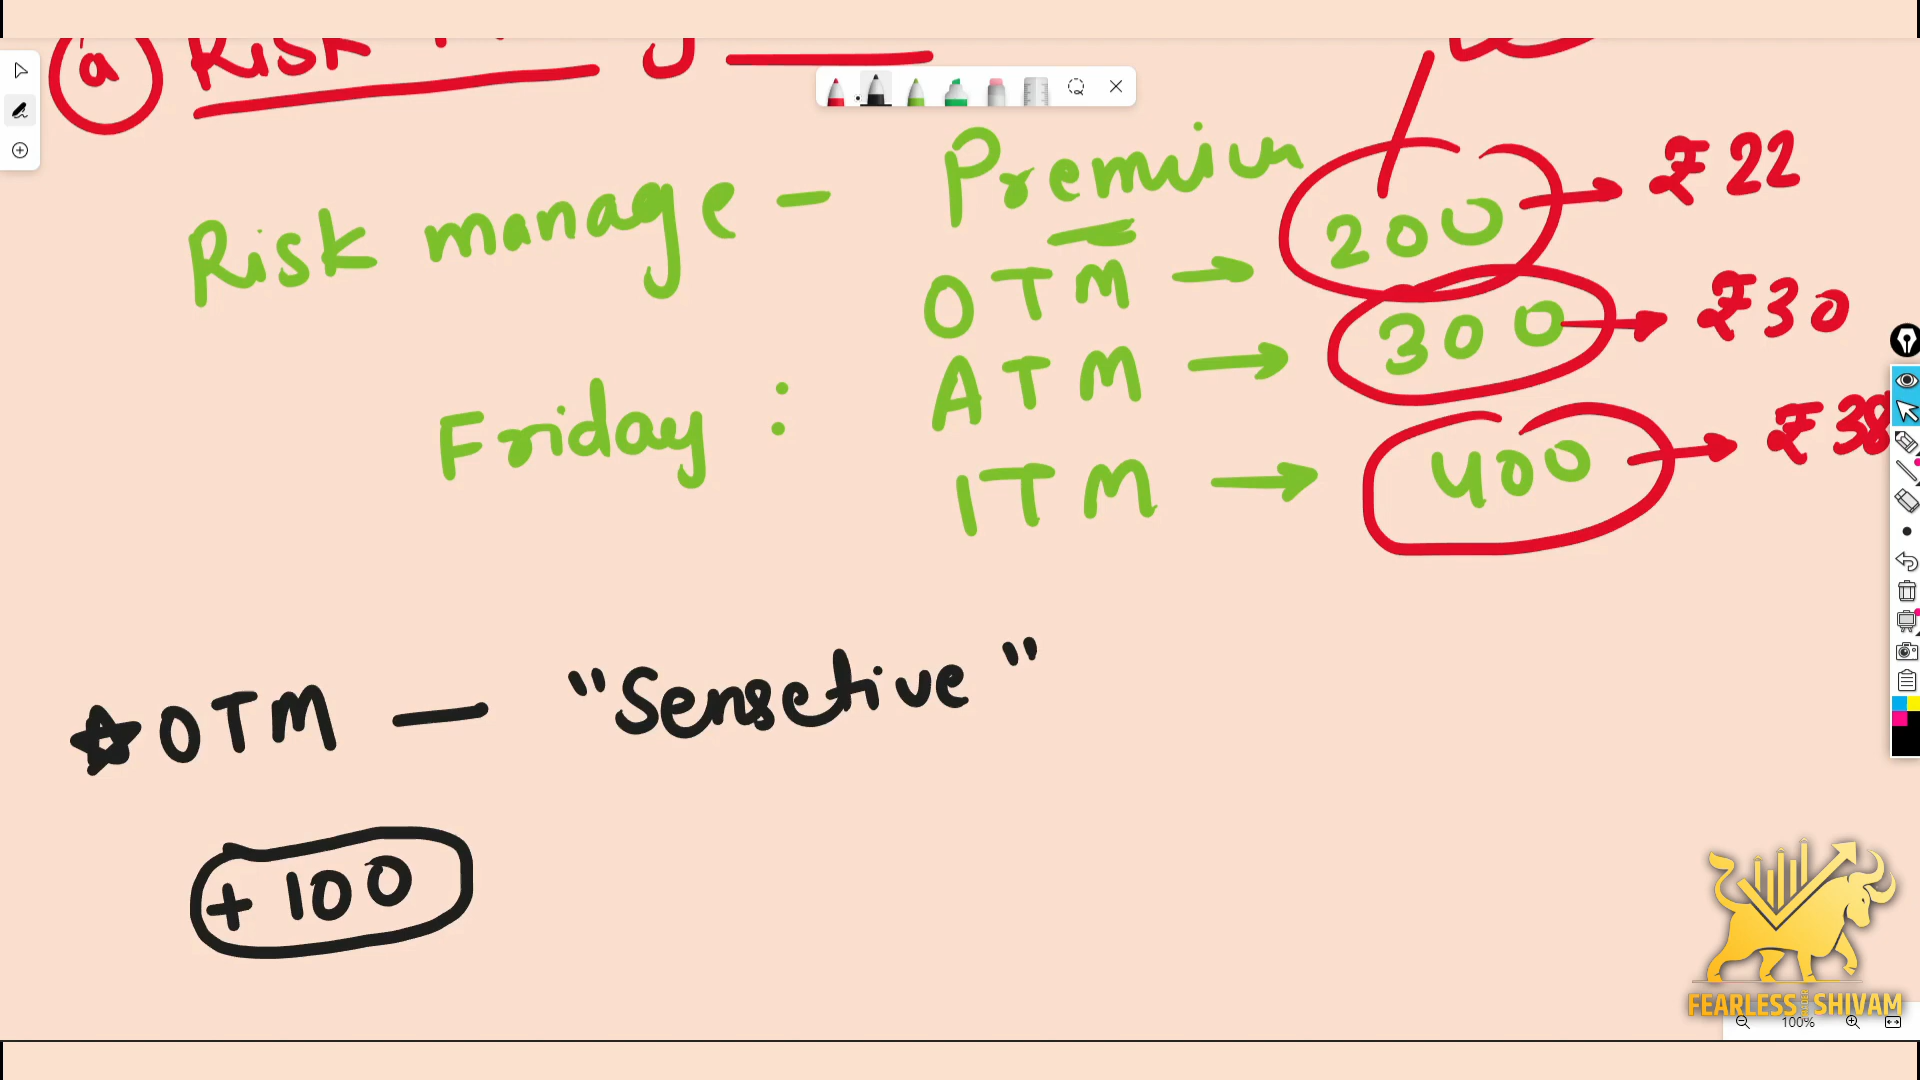 a Risk
Risk manage - Premium
OTM → 200 → ₹22
ATM → 300 → ₹30
Friday :
ITM → 400 → ₹38
☆ OTM — "Sensetive"
+ 100
FEARLESS SHIVAM
100%